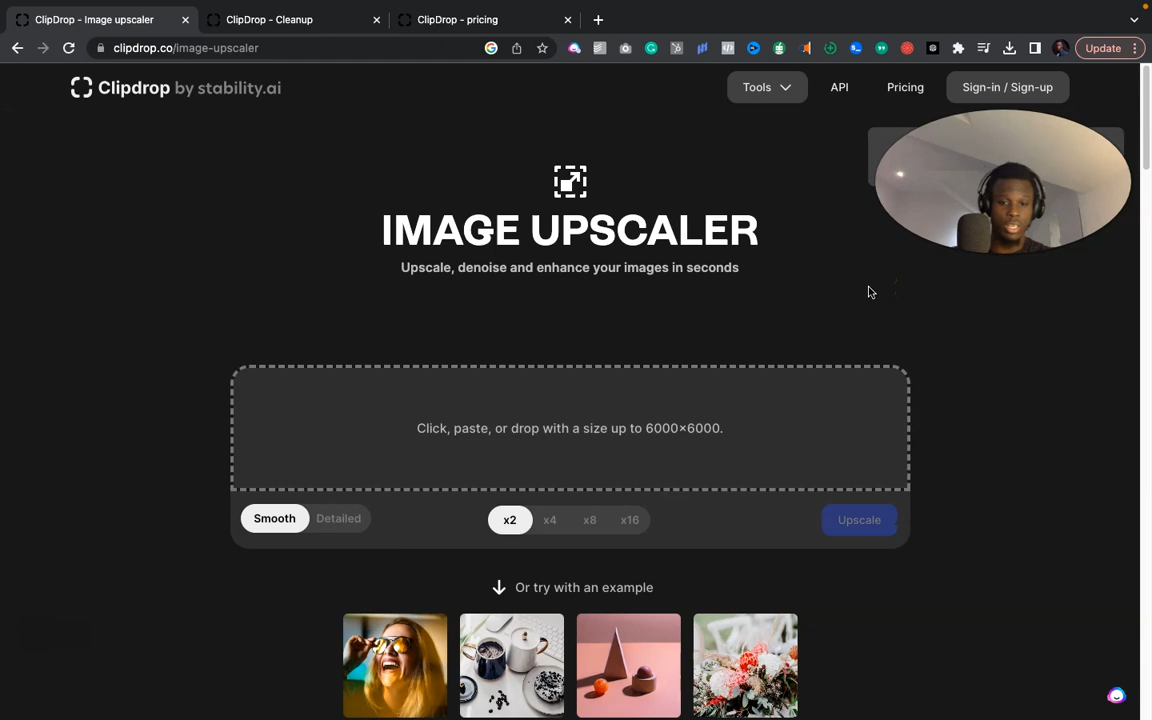 ClipDrop - Image upscaler
ClipDrop - Cleanup
ClipDrop - pricing
clipdrop.co/image-upscaler
Update
Clipdrop by stability.ai
Tools
API
Pricing
Sign-in / Sign-up
IMAGE UPSCALER
Upscale, denoise and enhance your images in seconds
Click, paste, or drop with a size up to 6000×6000.
Smooth
Detailed
x2
x4
x8
x16
Upscale
Or try with an example